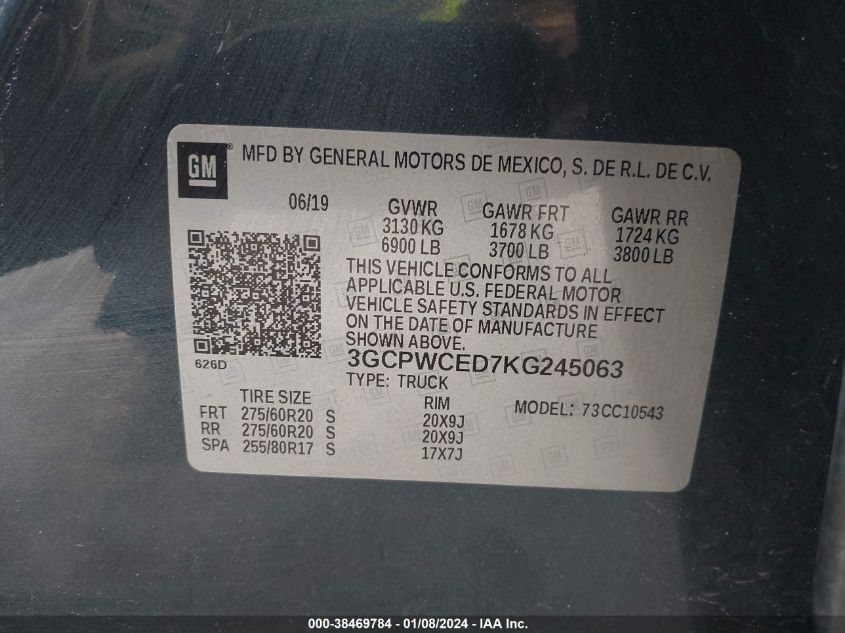 GM
MFD BY GENERAL MOTORS DE MEXICO, S. DE R.L. DE C.V.
06/19 GVWR GAWR FRT GAWR RR
3130 KG 1678 KG 1724 KG
6900 LB 3700 LB 3800 LB
THIS VEHICLE CONFORMS TO ALL
APPLICABLE U.S. FEDERAL MOTOR
VEHICLE SAFETY STANDARDS IN EFFECT
ON THE DATE OF MANUFACTURE
SHOWN ABOVE.
626D
3GCPWCED7KG245063
TYPE: TRUCK
TIRE SIZE RIM MODEL: 73CC10543
FRT 275/60R20 S 20X9J
RR 275/60R20 S 20X9J
SPA 255/80R17 S 17X7J
000-38469784 - 01/08/2024 - IAA Inc.